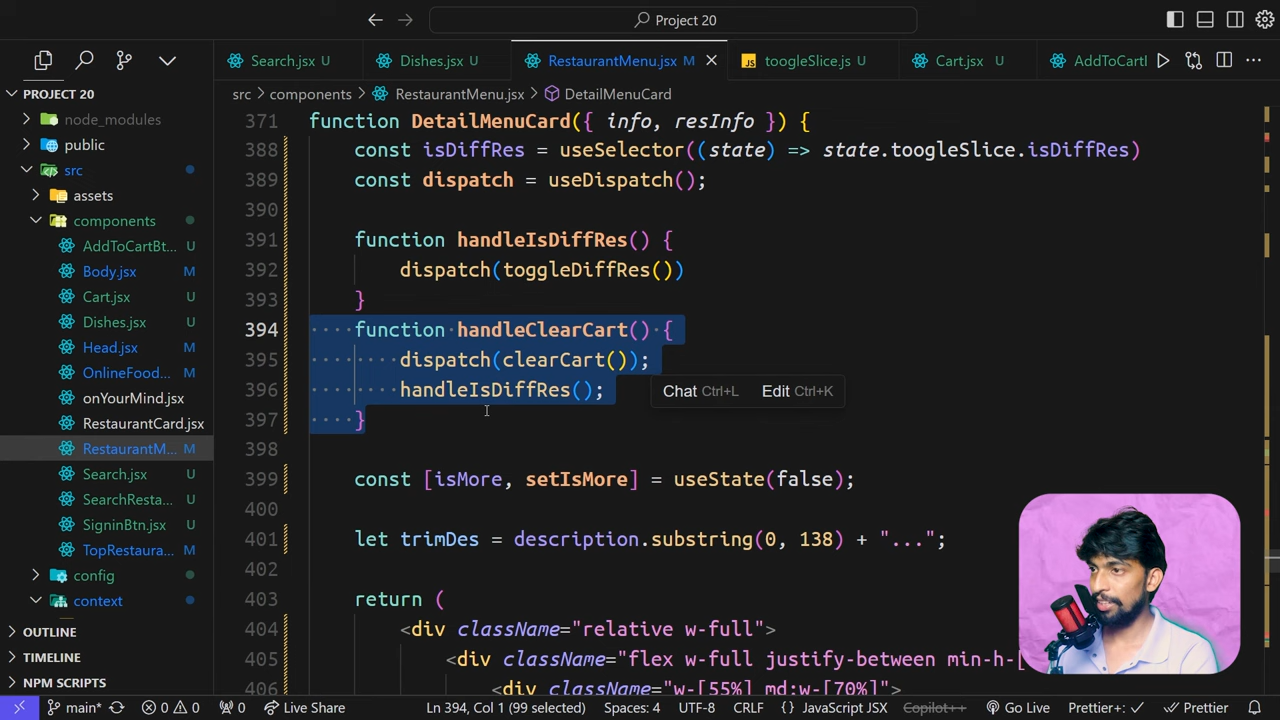 Project 20
Search.jsx U
Dishes.jsx U
RestaurantMenu.jsx M
JS toogleSlice.js U
Cart.jsx U
AddToCartI
src > components > RestaurantMenu.jsx > DetailMenuCard
PROJECT 20
node_modules
public
src
assets
components
AddToCartBt... U
Body.jsx M
Cart.jsx U
Dishes.jsx U
Head.jsx M
OnlineFood... M
onYourMind.jsx
RestaurantCard.jsx
RestaurantM... M
Search.jsx U
SearchResta... U
SigninBtn.jsx U
TopRestaura... M
config
context
OUTLINE
TIMELINE
NPM SCRIPTS
371 function DetailMenuCard({ info, resInfo }) {
388 const isDiffRes = useSelector((state) => state.toogleSlice.isDiffRes)
389 const dispatch = useDispatch();
390
391 function handleIsDiffRes() {
392 dispatch(toggleDiffRes())
393 }
394 function handleClearCart() {
395 dispatch(clearCart());
396 handleIsDiffRes();
397 }
398
399 const [isMore, setIsMore] = useState(false);
400
401 let trimDes = description.substring(0, 138) + "...";
402
403 return (
404 <div className="relative w-full">
405 <div className="flex w-full justify-between min-h-[
406 <div className="w-[55%] md:w-[70%]">
Chat Ctrl+L Edit Ctrl+K
main* 0 0 0 Live Share Ln 394, Col 1 (99 selected) Spaces: 4 UTF-8 CRLF {} JavaScript JSX Copilot++ Go Live Prettier+: Prettier